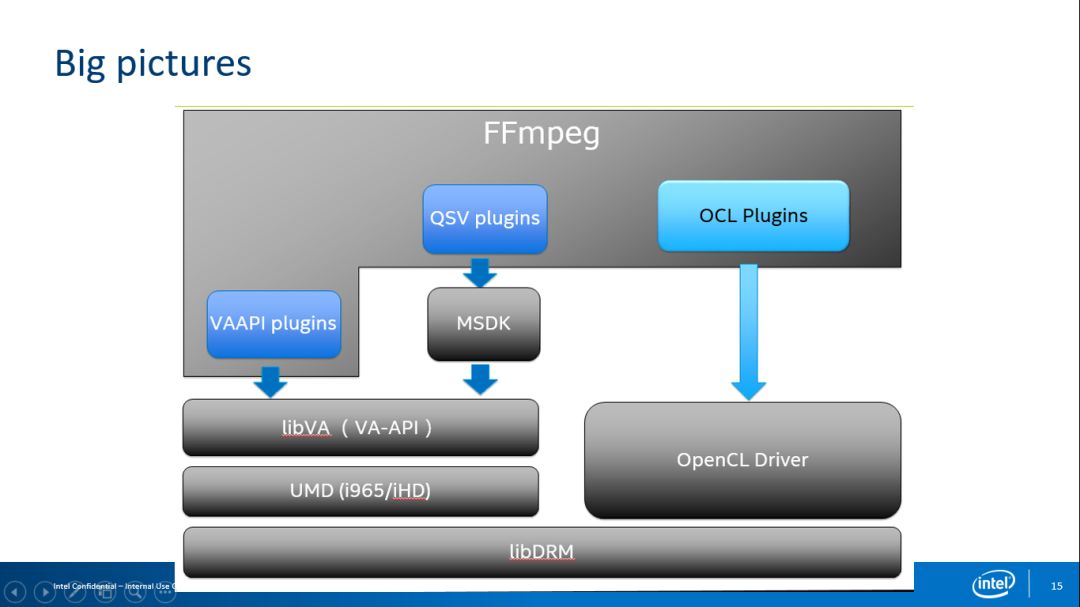 Big pictures
FFmpeg
QSV plugins
OCL Plugins
VAAPI plugins
MSDK
libVA ( VA-API )
OpenCL Driver
UMD (i965/iHD)
libDRM
Intel Confidential – Internal Use
intel
15